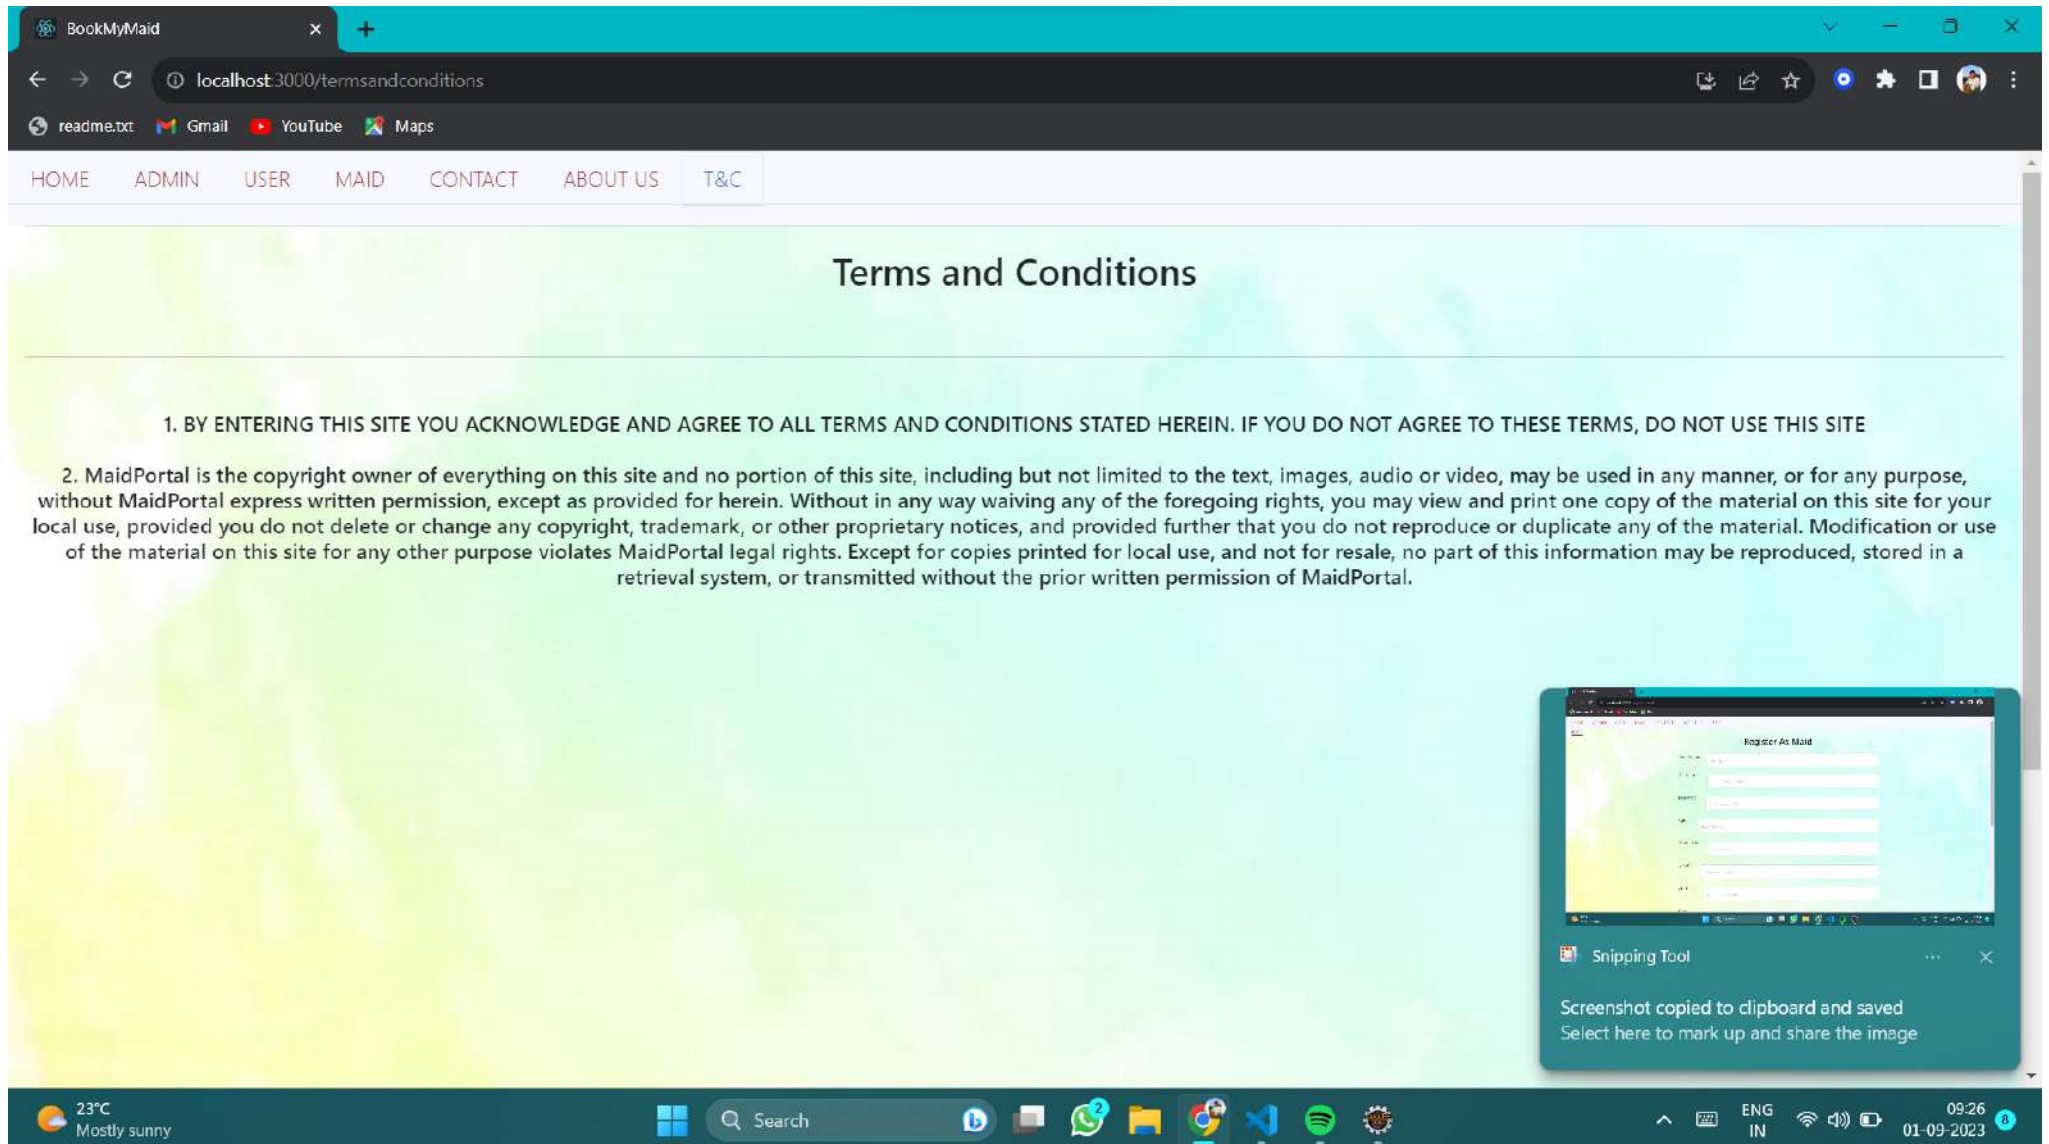 BookMyMaid
localhost:3000/termsandconditions
readme.txt Gmail YouTube Maps
HOME ADMIN USER MAID CONTACT ABOUT US T&C
Terms and Conditions
1. BY ENTERING THIS SITE YOU ACKNOWLEDGE AND AGREE TO ALL TERMS AND CONDITIONS STATED HEREIN. IF YOU DO NOT AGREE TO THESE TERMS, DO NOT USE THIS SITE
2. MaidPortal is the copyright owner of everything on this site and no portion of this site, including but not limited to the text, images, audio or video, may be used in any manner, or for any purpose,
without MaidPortal express written permission, except as provided for herein. Without in any way waiving any of the foregoing rights, you may view and print one copy of the material on this site for your
local use, provided you do not delete or change any copyright, trademark, or other proprietary notices, and provided further that you do not reproduce or duplicate any of the material. Modification or use
of the material on this site for any other purpose violates MaidPortal legal rights. Except for copies printed for local use, and not for resale, no part of this information may be reproduced, stored in a
retrieval system, or transmitted without the prior written permission of MaidPortal.
Register As Maid
Snipping Tool
Screenshot copied to clipboard and saved
Select here to mark up and share the image
23°C
Mostly sunny
Search
2
ENG
IN
09:26
01-09-2023
8